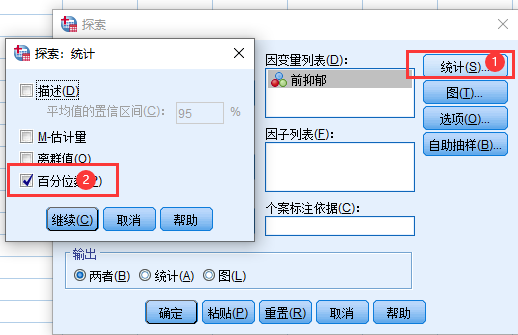 探索
探索：统计
描述(D)
平均值的置信区间(C)： 95 %
M-估计量
离群值(O)
百分位数
2
继续(C) 取消 帮助
因变量列表(D)：
前抑郁
因子列表(F)：
个案标注依据(C)：
统计(S)...
1
图(T)...
选项(O)...
自助抽样(B)...
输出
两者(B) 统计(A) 图(L)
确定 粘贴(P) 重置(R) 取消 帮助